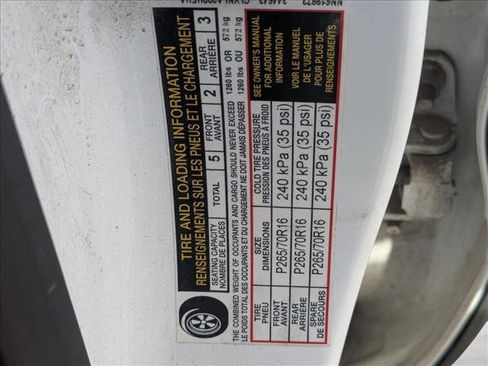 TIRE AND LOADING INFORMATION
RENSEIGNEMENTS SUR LES PNEUS ET LE CHARGEMENT
SEATING CAPACITY TOTAL 5 FRONT 2 REAR 3
NOMBRE DE PLACES AVANT ARRIÈRE
THE COMBINED WEIGHT OF OCCUPANTS AND CARGO SHOULD NEVER EXCEED 1260 lbs OR 572 kg
LE POIDS TOTAL DES OCCUPANTS ET DU CHARGEMENT NE DOIT JAMAIS DÉPASSER 1260 lbs OU 572 kg
TIRE SIZE COLD TIRE PRESSURE
PNEU DIMENSIONS PRESSION DES PNEUS À FROID
FRONT P265/70R16 240 kPa (35 psi)
AVANT
REAR P265/70R16 240 kPa (35 psi)
ARRIÈRE
SPARE P265/70R16 240 kPa (35 psi)
DE SECOURS
SEE OWNER'S MANUAL
FOR ADDITIONAL
INFORMATION
VOIR LE MANUEL
DE L'USAGER
POUR PLUS DE
RENSEIGNEMENTS